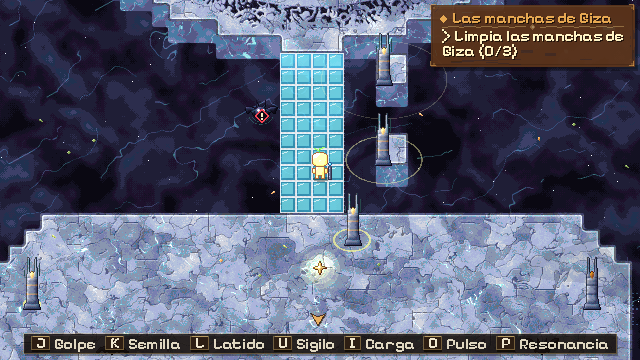 Las manchas de Giza
Limpia las manchas de
Giza (0/3)
!
J Golpe K Semilla L Latido U Sigilo I Carga O Pulso P Resonancia